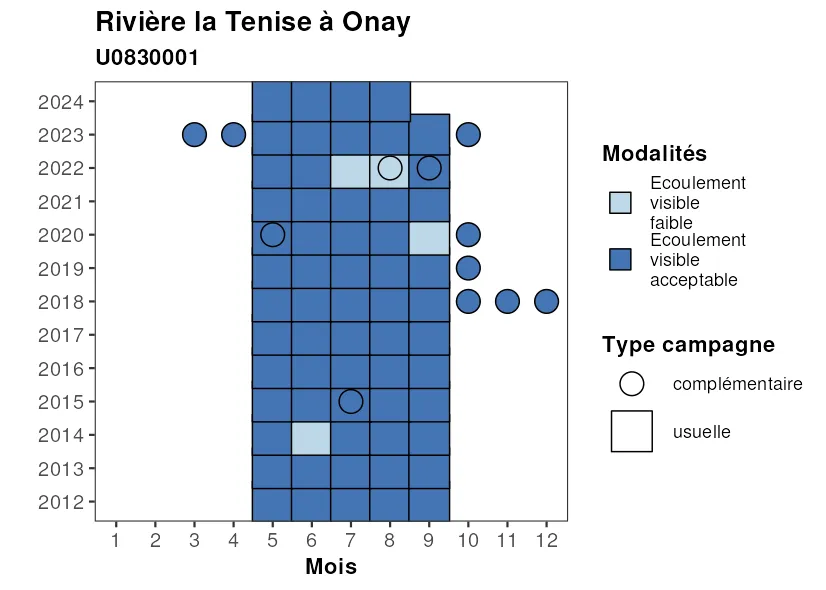 Rivière la Tenise à Onay
U0830001
2024
2023
2022
2021
2020
2019
2018
2017
2016
2015
2014
2013
2012
1 2 3 4 5 6 7 8 9 10 11 12
Mois
Modalités
Ecoulement
visible
faible
Ecoulement
visible
acceptable
Type campagne
complémentaire
usuelle